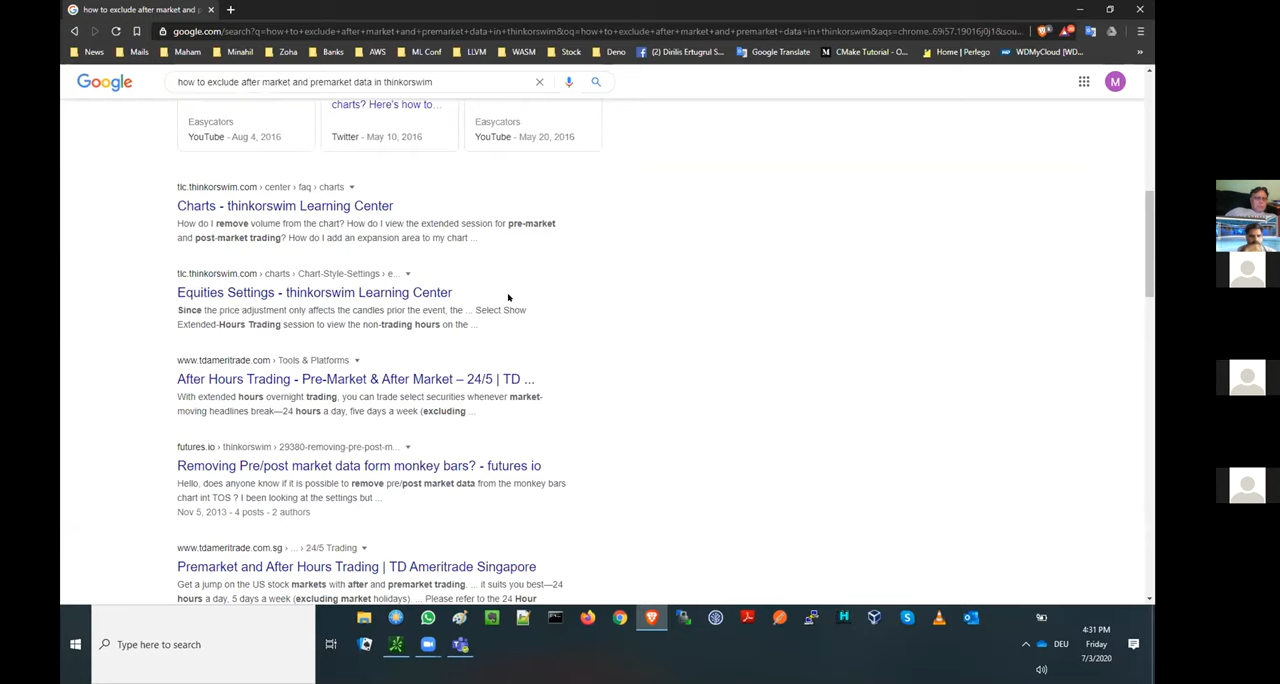 how to exclude after market and p
google.com/search?q=how+to+exclude+after+market+and+premarket+data+in+thinkorswim&oq=how+to+exclude+after+market+and+premarket+data+in+thinkorswim&aqs=chrome..69i57.19016j0j1&sou...
News Mails Maham Minahil Zoha Banks AWS ML Conf LLVM WASM Stock Deno (2) Dirilis Ertugrul S... Google Translate CMake Tutorial - O... Home | Perlego WDMyCloud [WD... »
Google how to exclude after market and premarket data in thinkorswim M
charts? Here's how to...
Easycators Easycators
YouTube - Aug 4, 2016 Twitter - May 10, 2016 YouTube - May 20, 2016
tlc.thinkorswim.com › center › faq › charts
Charts - thinkorswim Learning Center
How do I remove volume from the chart? How do I view the extended session for pre-market
and post-market trading? How do I add an expansion area to my chart ...
tlc.thinkorswim.com › charts › Chart-Style-Settings › e...
Equities Settings - thinkorswim Learning Center
Since the price adjustment only affects the candles prior the event, the ... Select Show
Extended-Hours Trading session to view the non-trading hours on the ...
www.tdameritrade.com › Tools & Platforms
After Hours Trading - Pre-Market & After Market – 24/5 | TD ...
With extended hours overnight trading, you can trade select securities whenever market-
moving headlines break—24 hours a day, five days a week (excluding ...
futures.io › thinkorswim › 29380-removing-pre-post-m...
Removing Pre/post market data form monkey bars? - futures io
Hello, does anyone know if it is possible to remove pre/post market data from the monkey bars
chart int TOS ? I been looking at the settings but ...
Nov 5, 2013 - 4 posts - 2 authors
www.tdameritrade.com.sg › ... › 24/5 Trading
Premarket and After Hours Trading | TD Ameritrade Singapore
Get a jump on the US stock markets with after and premarket trading. ... it suits you best—24
hours a day, 5 days a week (excluding market holidays). ... Please refer to the 24 Hour
Type here to search
DEU
4:31 PM
Friday
7/3/2020